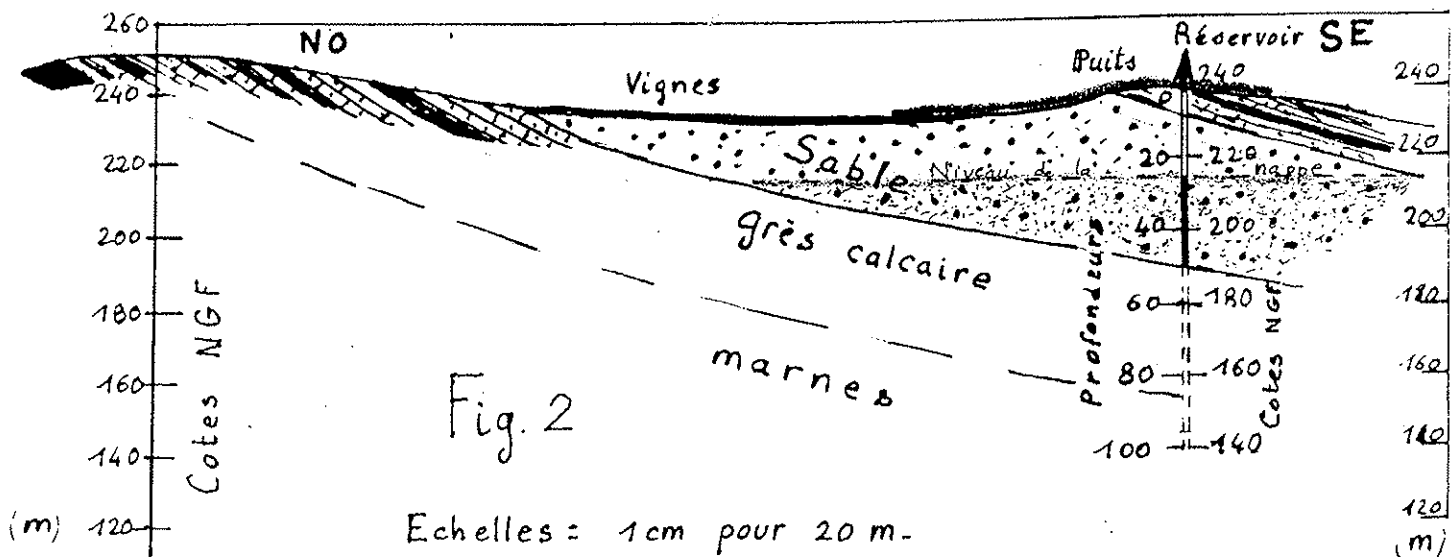 260
NO
Réservoir SE
Puits
Vignes
240
240
240
0
220
Sable
20
220
220
Niveau de la nappe
200
grès calcaire
40
200
200
180
Cotes NGF
Profondeurs
60
180
180
Cotes NGF
160
marnes
80
160
160
Fig. 2
140
100
140
140
(m) 120
Echelles = 1cm pour 20 m.
120
(m)